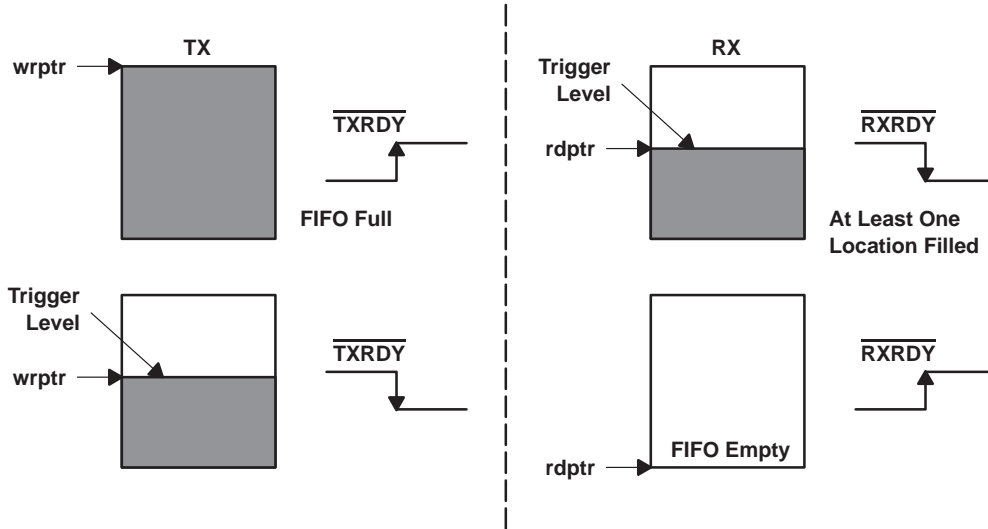 TX
wrptr
TXRDY
FIFO Full
Trigger
Level
wrptr
TXRDY
RX
Trigger
Level
rdptr
RXRDY
At Least One
Location Filled
RXRDY
FIFO Empty
rdptr